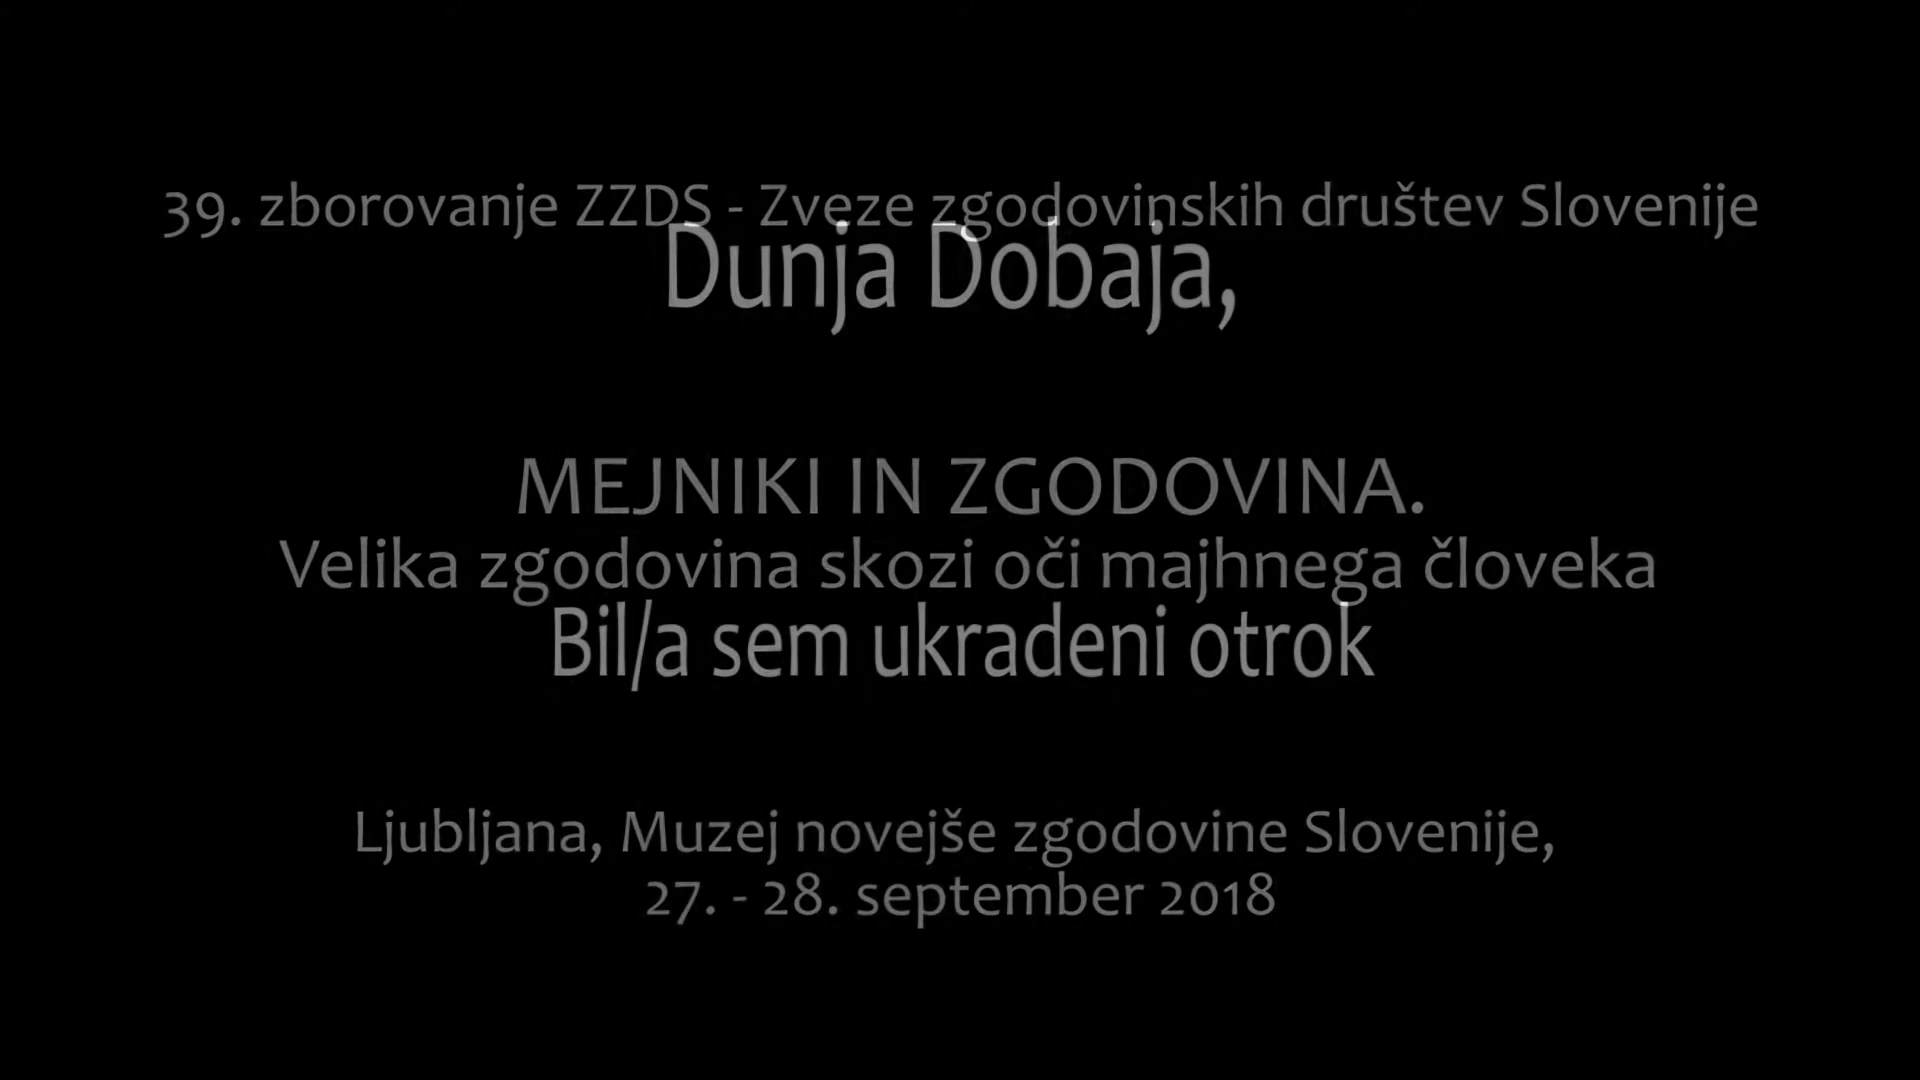 39. zborovanje ZZDS - Zveze zgodovinskih društev Slovenije
Dunja Dobaja,
MEJNIKI IN ZGODOVINA.
Velika zgodovina skozi oči majhnega človeka
Bil/a sem ukradeni otrok
Ljubljana, Muzej novejše zgodovine Slovenije,
27. - 28. september 2018